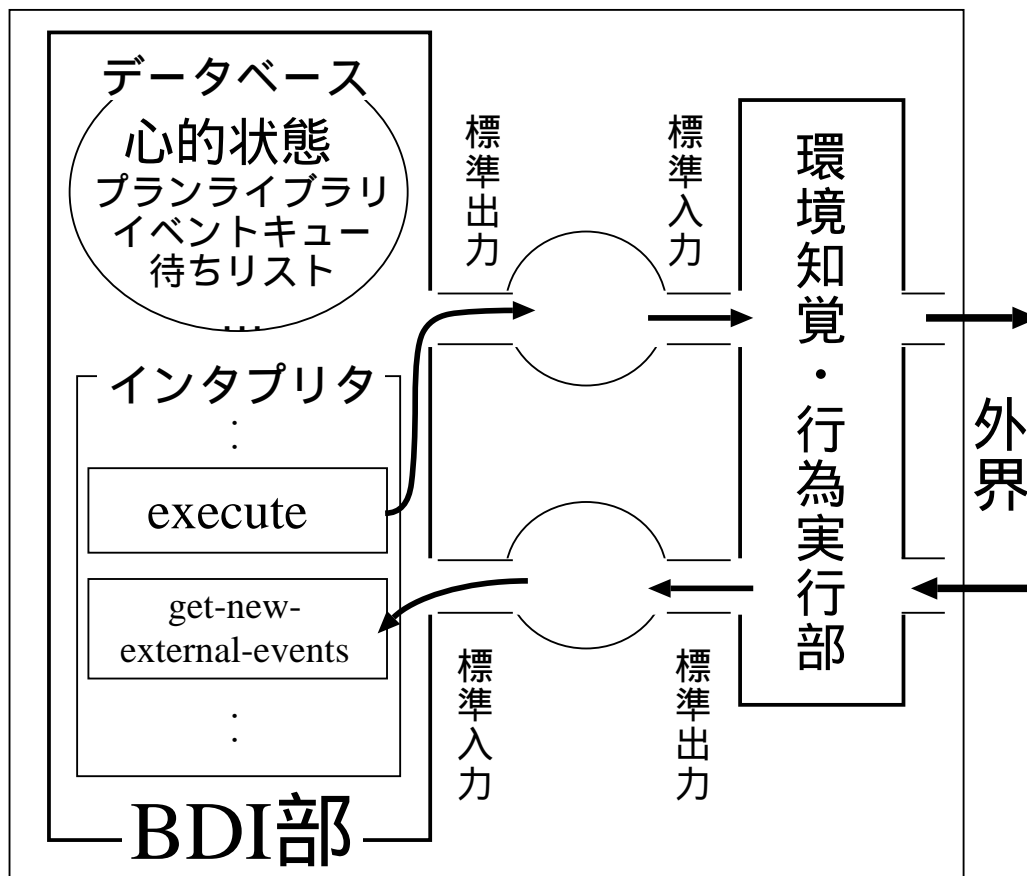 データベース
心的状態
プランライブラリ
イベントキュー
待ちリスト
...
インタプリタ
:
execute
get-new-
external-events
:
BDI部
標準出力
標準入力
標準入力
標準出力
環境知覚・行為実行部
外界